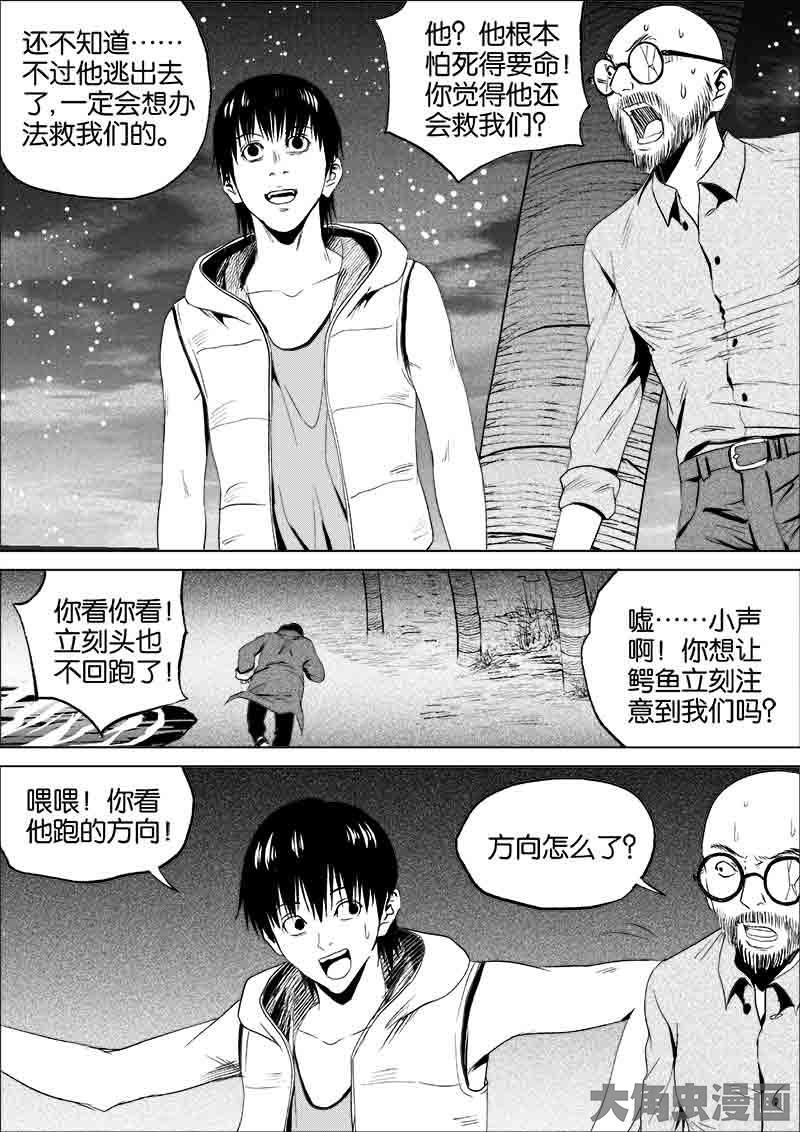 还不知道……
不过他逃出去
了，一定会想办
法救我们的。
他？他根本
怕死得要命！
你觉得他还
会救我们？
你看你看！
立刻头也
不回跑了！
嘘……小声
啊！你想让
鳄鱼立刻注
意到我们吗？
喂喂！你看
他跑的方向！
方向怎么了？
大角虫漫画